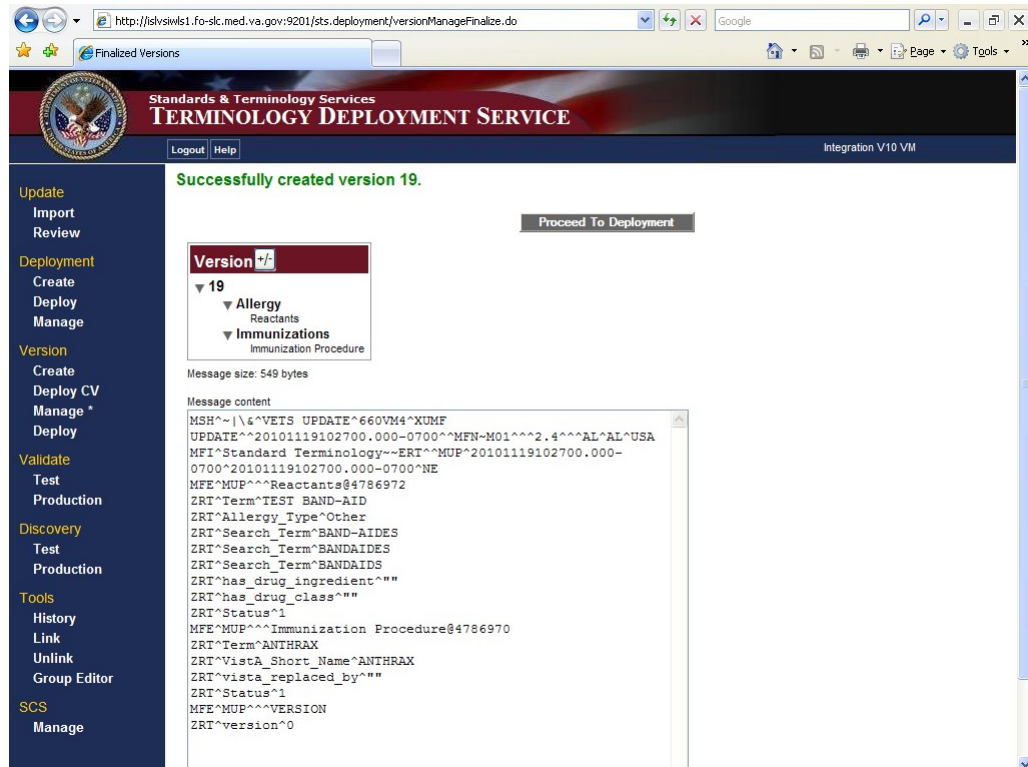 http://islvsiwls1.fo-slc.med.va.gov:9201/sts.deployment/versionManageFinalize.do
Google
Finalized Versions
Page
Tools
Standards & Terminology Services
TERMINOLOGY DEPLOYMENT SERVICE
Logout Help
Integration V10 VM
Update
Import
Review
Deployment
Create
Deploy
Manage
Version
Create
Deploy CV
Manage *
Deploy
Validate
Test
Production
Discovery
Test
Production
Tools
History
Link
Unlink
Group Editor
SCS
Manage
Successfully created version 19.
Proceed To Deployment
Version +/-
19
Allergy
Reactants
Immunizations
Immunization Procedure
Message size: 549 bytes
Message content
MSH^~|\&^VETS UPDATE^660VM4^XUMF
UPDATE^^20101119102700.000-0700^^MFN~M01^^^2.4^^^AL^AL^USA
MFI^Standard Terminology~~ERT^^MUP^20101119102700.000-
0700^20101119102700.000-0700^NE
MFE^MUP^^^Reactants@4786972
ZRT^Term^TEST BAND-AID
ZRT^Allergy_Type^Other
ZRT^Search_Term^BAND-AIDES
ZRT^Search_Term^BANDAIDES
ZRT^Search_Term^BANDAIDS
ZRT^has_drug_ingredient^""
ZRT^has_drug_class^""
ZRT^Status^1
MFE^MUP^^^Immunization Procedure@4786970
ZRT^Term^ANTHRAX
ZRT^VistA_Short_Name^ANTHRAX
ZRT^vista_replaced_by^""
ZRT^Status^1
MFE^MUP^^^VERSION
ZRT^version^0